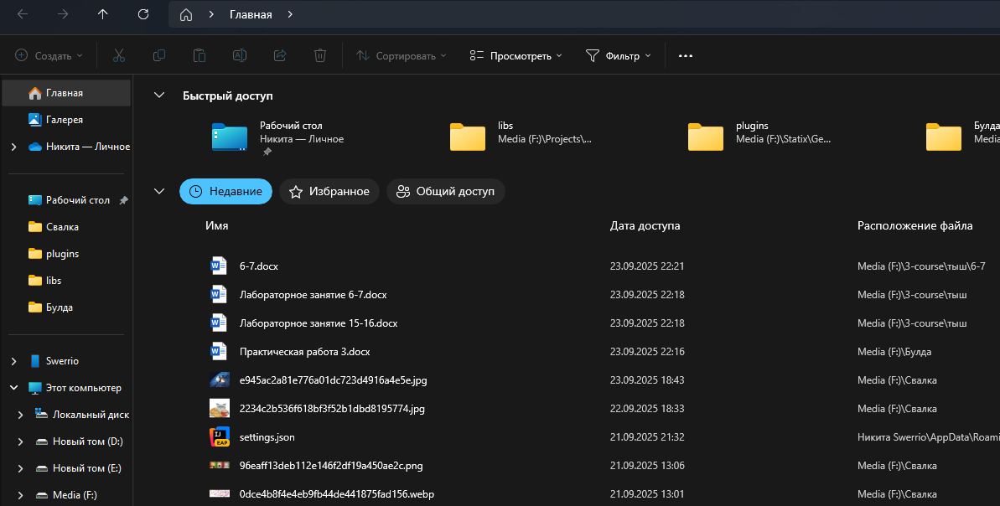 Главная
Создать
Сортировать
Просмотреть
Фильтр
Главная
Галерея
Никита — Личное
Рабочий стол
Свалка
plugins
libs
Булда
Swerrio
Этот компьютер
Локальный диск
Новый том (D:)
Новый том (E:)
Media (F:)
Быстрый доступ
Рабочий стол
Никита — Личное
libs
Media (F:)\Projects\...
plugins
Media (F:)\Statix\Ge...
Булда
Media
Недавние Избранное Общий доступ
Имя Дата доступа Расположение файла
6-7.docx 23.09.2025 22:21 Media (F:)\3-course\тыш\6-7
Лабораторное занятие 6-7.docx 23.09.2025 22:18 Media (F:)\3-course\тыш
Лабораторное занятие 15-16.docx 23.09.2025 22:18 Media (F:)\3-course\тыш
Практическая работа 3.docx 23.09.2025 22:16 Media (F:)\Булда
e945ac2a81e776a01dc723d4916a4e5e.jpg 23.09.2025 18:43 Media (F:)\Свалка
2234c2b536f618bf3f52b1dbd8195774.jpg 22.09.2025 18:33 Media (F:)\Свалка
settings.json 21.09.2025 21:32 Никита Swerrio\AppData\Roami
96eaff13deb112e146f2df19a450ae2c.png 21.09.2025 13:06 Media (F:)\Свалка
0dce4b8f4e4eb9fb44de441875fad156.webp 21.09.2025 13:01 Media (F:)\Свалка